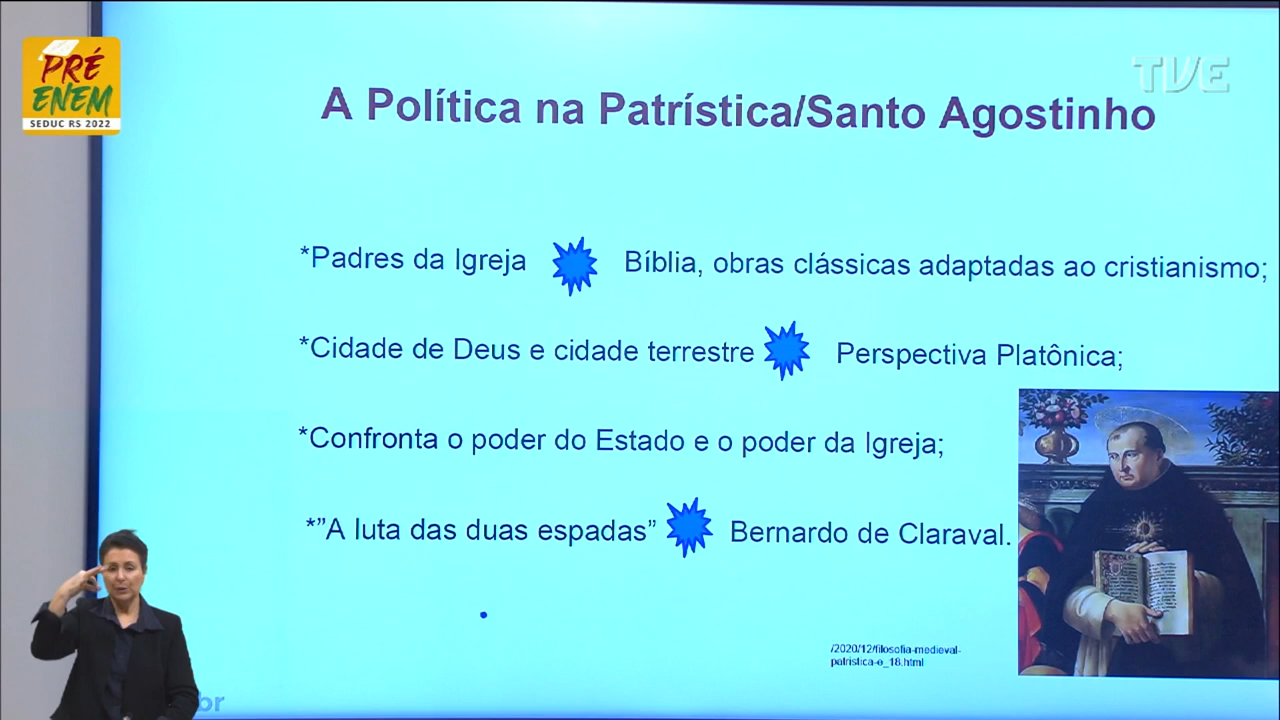 PRÉ
ENEM
SEDUC RS 2022
TVE
A Política na Patrística/Santo Agostinho
*Padres da Igreja Bíblia, obras clássicas adaptadas ao cristianismo;
*Cidade de Deus e cidade terrestre Perspectiva Platônica;
*Confronta o poder do Estado e o poder da Igreja;
*”A luta das duas espadas” Bernardo de Claraval.
/2020/12/filosofia-medieval-
patristica-e_18.html
br